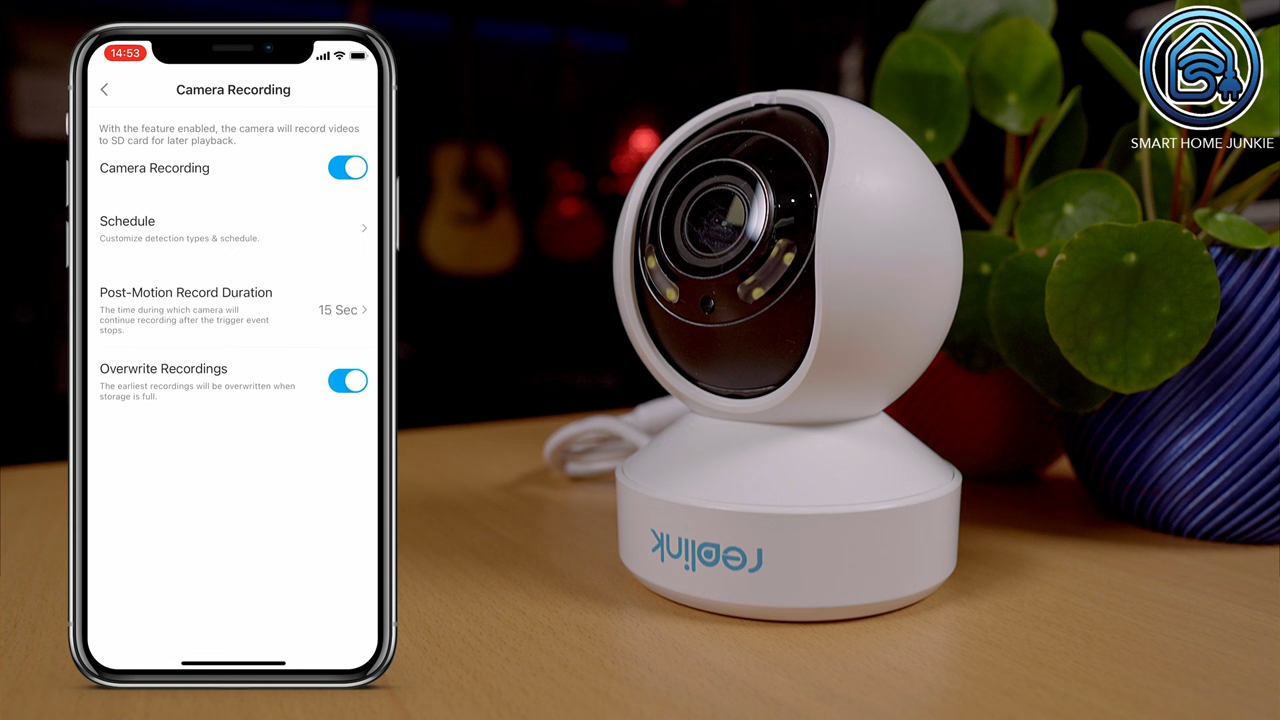 14:53
Camera Recording
With the feature enabled, the camera will record videos
to SD card for later playback.
Camera Recording
Schedule
Customize detection types & schedule.
Post-Motion Record Duration
The time during which camera will
continue recording after the trigger event
stops.
15 Sec
Overwrite Recordings
The earliest recordings will be overwritten when
storage is full.
reolink
SMART HOME JUNKIE